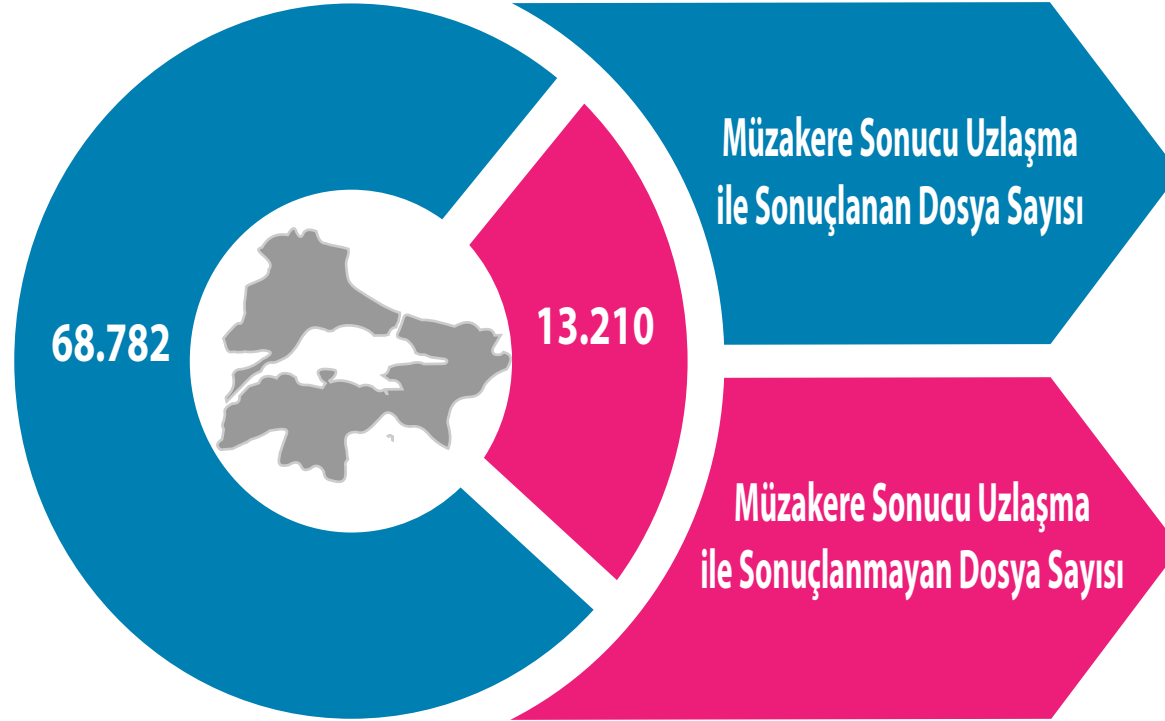 68.782
13.210
Müzakere Sonucu Uzlaşma
ile Sonuçlanan Dosya Sayısı
Müzakere Sonucu Uzlaşma
ile Sonuçlanmayan Dosya Sayısı